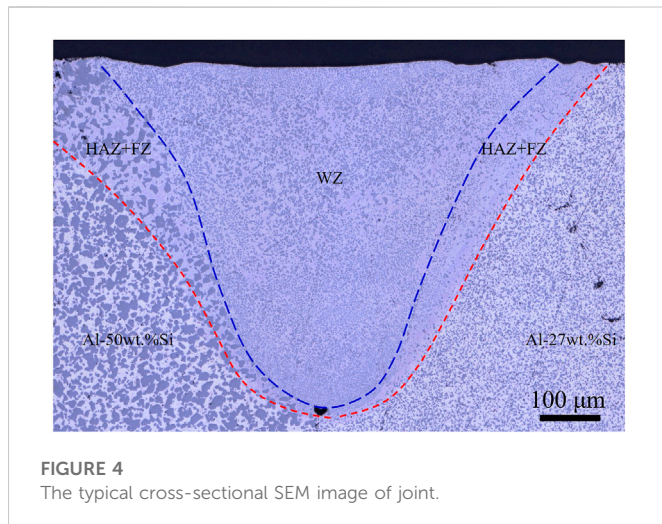 HAZ+FZ
HAZ+FZ
WZ
Al-50wt.%Si
Al-27wt.%Si
100 μm
FIGURE 4
The typical cross-sectional SEM image of joint.